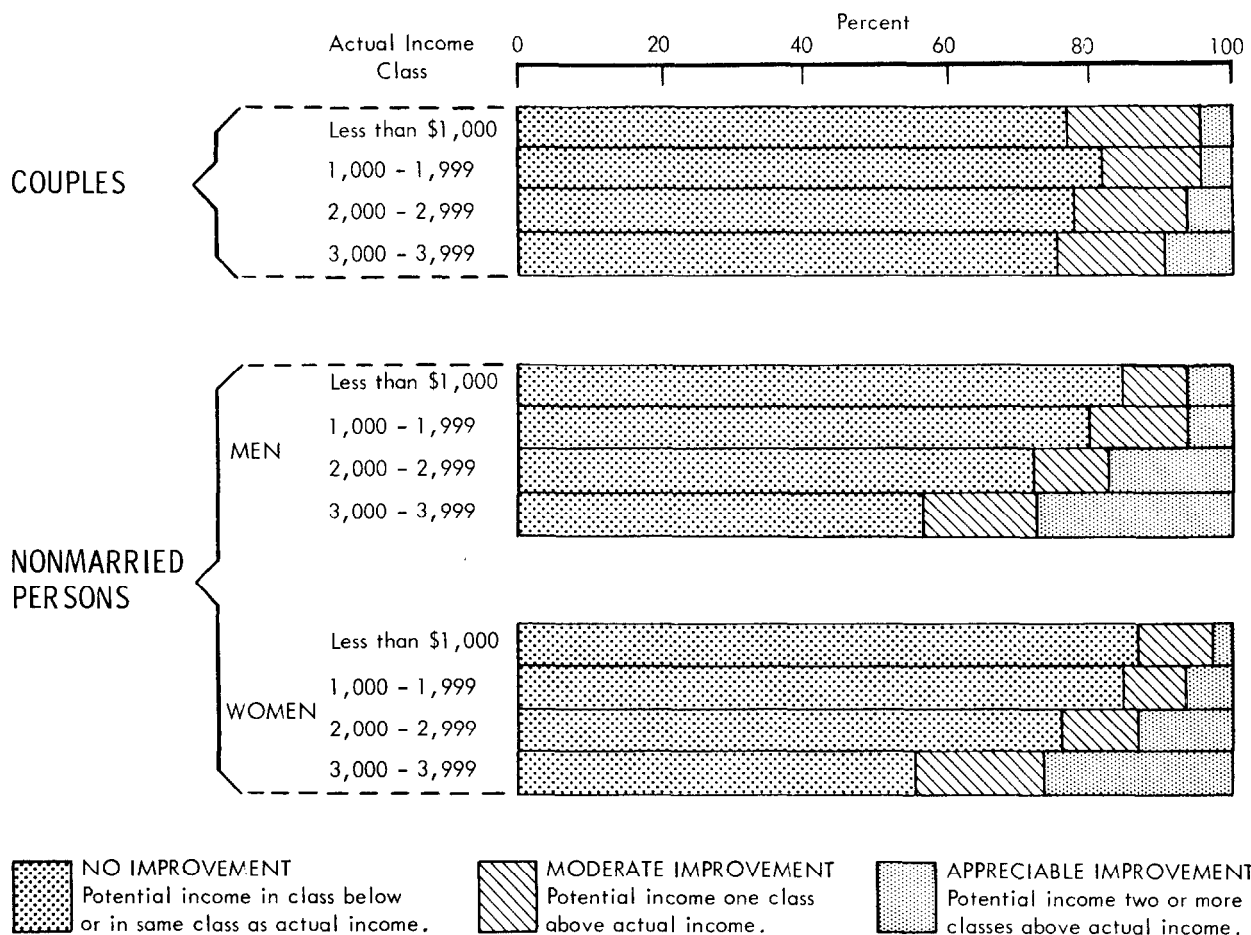 Percent
Actual Income
Class
0 20 40 60 80 100
COUPLES
Less than $1,000
1,000 - 1,999
2,000 - 2,999
3,000 - 3,999
NONMARRIED
PERSONS
MEN
Less than $1,000
1,000 - 1,999
2,000 - 2,999
3,000 - 3,999
WOMEN
Less than $1,000
1,000 - 1,999
2,000 - 2,999
3,000 - 3,999
NO IMPROVEMENT
Potential income in class below
or in same class as actual income.
MODERATE IMPROVEMENT
Potential income one class
above actual income.
APPRECIABLE IMPROVEMENT
Potential income two or more
classes above actual income.